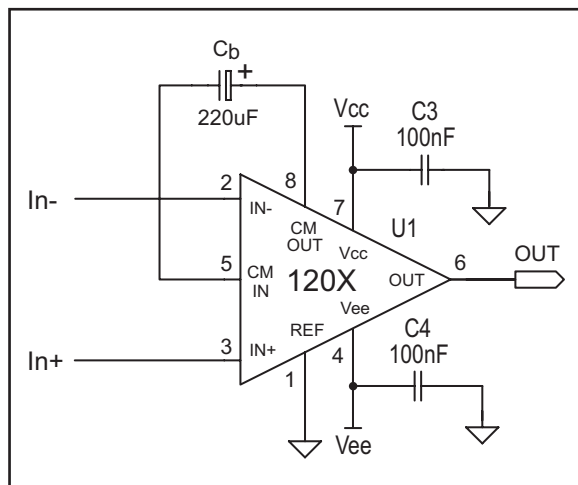 Cb
+
220uF
Vcc
C3
100nF
8
7
2
In-
IN-
CM
OUT
Vcc
U1
5
CM
IN
120X
OUT
6
OUT
Vee
REF
C4
100nF
In+
3
IN+
1
4
Vee